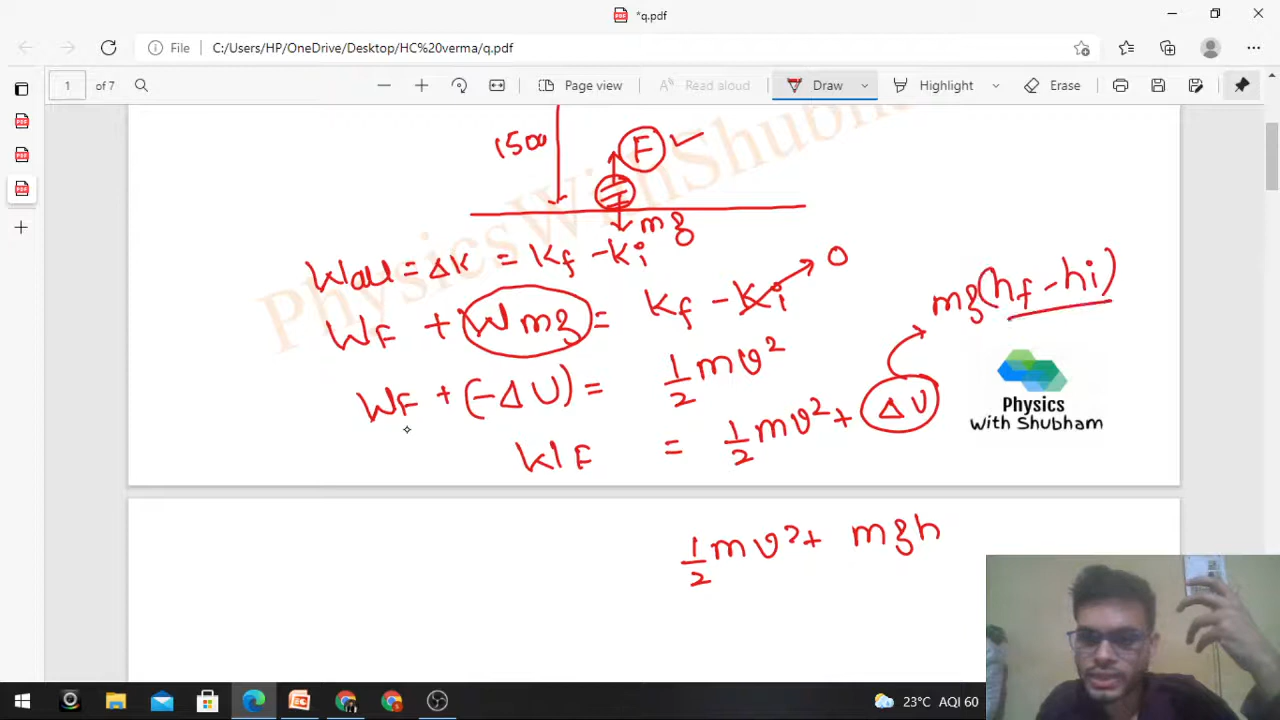 *q.pdf
File C:/Users/HP/OneDrive/Desktop/HC%20verma/q.pdf
1 of 7 Page view Read aloud Draw Highlight Erase
PhysicsWithShubham
1500
F
mg
Wall = ΔK = Kf - Ki
WF + Wmg = Kf - Ki → 0
mg(hf - hi)
WF + (-ΔU) = 1/2 mv²
WF = 1/2 mv² + ΔU
Physics
With Shubham
1/2 mv² + mgh
23°C AQI 60